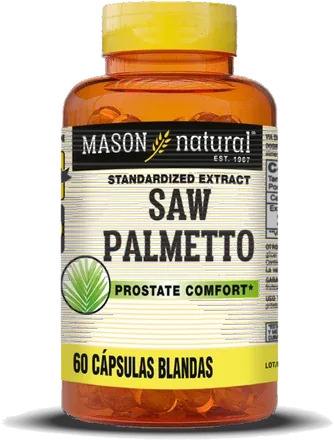 MASON natural
EST. 1967
STANDARDIZED EXTRACT
SAW
PALMETTO
PROSTATE COMFORT*
60 CÁPSULAS BLANDAS